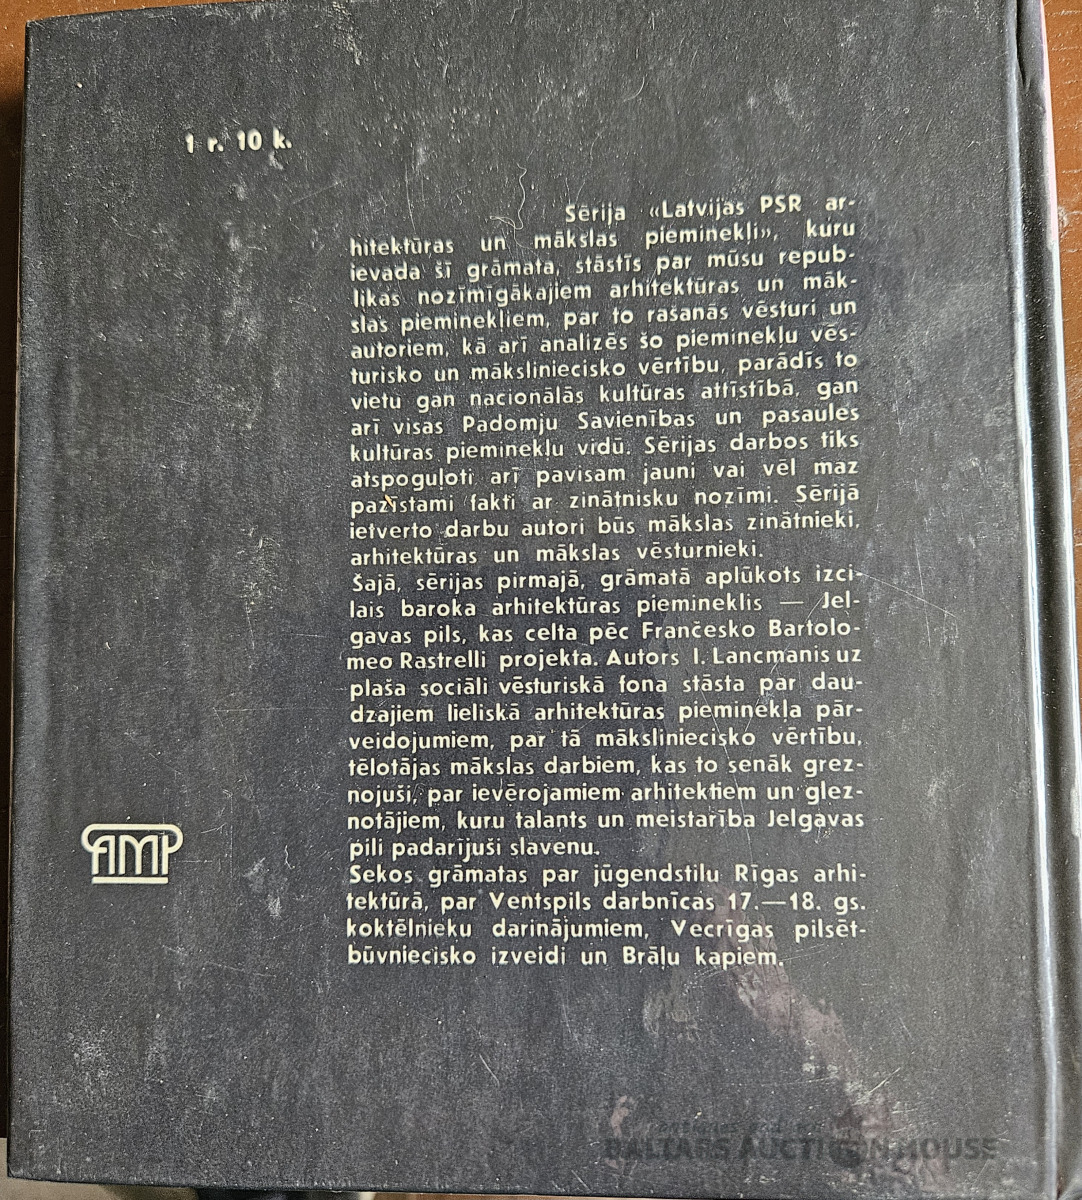 1 r. 10 k.
Sērija «Latvijas PSR ar-
hitektūras un mākslas pieminekļi», kuru
ievada šī grāmata, stāstīs par mūsu repub-
likas nozīmīgākajiem arhitektūras un māk-
slas pieminekļiem, par to rašanās vēsturi un
autoriem, kā arī analizēs šo pieminekļu vēs-
turisko un māksliniecisko vērtību, parādīs to
vietu gan nacionālās kultūras attīstībā, gan
arī visas Padomju Savienības un pasaules
kultūras pieminekļu vidū. Sērijas darbos tiks
atspoguļoti arī pavisam jauni vai vēl maz
pazīstami fakti ar zinātnisku nozīmi. Sērijā
ietverto darbu autori būs mākslas zinātnieki,
arhitektūras un mākslas vēsturnieki.
Šajā, sērijas pirmajā, grāmatā aplūkots izci-
lais baroka arhitektūras piemineklis — Jel-
gavas pils, kas celta pēc Frančesko Bartolo-
meo Rastrelli projekta. Autors I. Lancmanis uz
plaša sociāli vēsturiskā fona stāsta par dau-
dzajiem lieliskā arhitektūras pieminekļa pār-
veidojumiem, par tā māksliniecisko vērtību,
tēlotājas mākslas darbiem, kas to senāk grez-
nojuši, par ievērojamiem arhitektiem un glez-
notājiem, kuru talants un meistarība Jelgavas
pili padarījuši slavenu.
Sekos grāmatas par jūgendstilu Rīgas arhi-
tektūrā, par Ventspils darbnīcas 17.—18. gs.
koktēlnieku darinājumiem, Vecrīgas pilsēt-
būvniecisko izveidi un Brāļu kapiem.
AMP
BALTARS AUCTION HOUSE